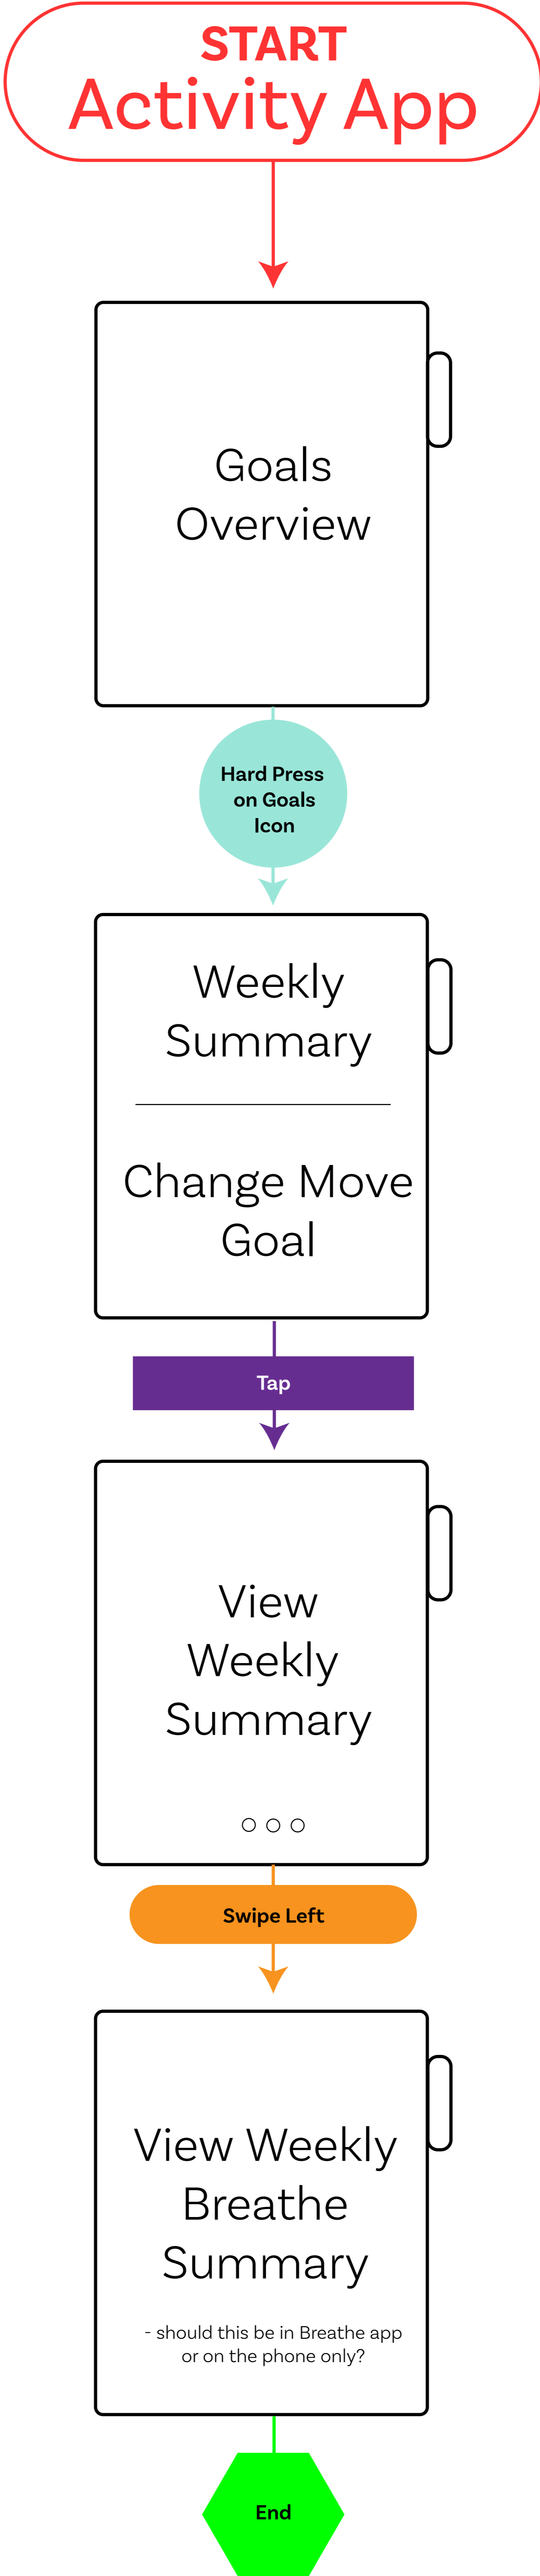 START
Activity App
Goals
Overview
Hard Press
on Goals
Icon
Weekly
Summary
Change Move
Goal
Tap
View
Weekly
Summary
Swipe Left
View Weekly
Breathe
Summary
- should this be in Breathe app
or on the phone only?
End